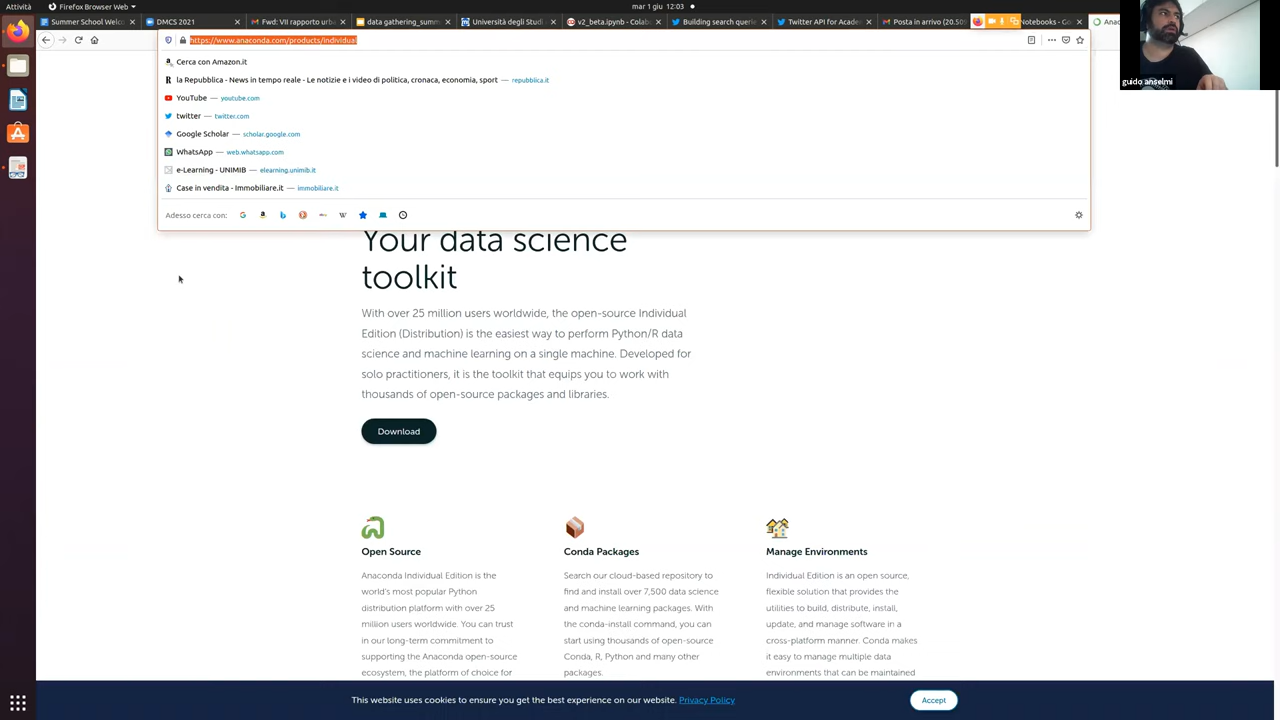 Attività
Firefox Browser Web
mar 1 giu 12:03
Summer School Welc
DMCS 2021
Fwd: VII rapporto urb
data gathering_summ
Università degli Studi
v2_beta.ipynb - Colab
Building search querie
Twitter API for Acade
Posta in arrivo (20.509
Notebooks - Go
Anac
https://www.anaconda.com/products/individual
guido anselmi
Cerca con Amazon.it
la Repubblica - News in tempo reale - Le notizie e i video di politica, cronaca, economia, sport — repubblica.it
YouTube — youtube.com
twitter — twitter.com
Google Scholar — scholar.google.com
WhatsApp — web.whatsapp.com
e-Learning - UNIMIB — elearning.unimib.it
Case in vendita - Immobiliare.it — immobiliare.it
Adesso cerca con:
Your data science
toolkit
With over 25 million users worldwide, the open-source Individual
Edition (Distribution) is the easiest way to perform Python/R data
science and machine learning on a single machine. Developed for
solo practitioners, it is the toolkit that equips you to work with
thousands of open-source packages and libraries.
Download
Open Source
Anaconda Individual Edition is the
world's most popular Python
distribution platform with over 25
million users worldwide. You can trust
in our long-term commitment to
supporting the Anaconda open-source
ecosystem, the platform of choice for
Conda Packages
Search our cloud-based repository to
find and install over 7,500 data science
and machine learning packages. With
the conda-install command, you can
start using thousands of open-source
Conda, R, Python and many other
packages.
Manage Environments
Individual Edition is an open source,
flexible solution that provides the
utilities to build, distribute, install,
update, and manage software in a
cross-platform manner. Conda makes
it easy to manage multiple data
environments that can be maintained
This website uses cookies to ensure you get the best experience on our website. Privacy Policy
Accept